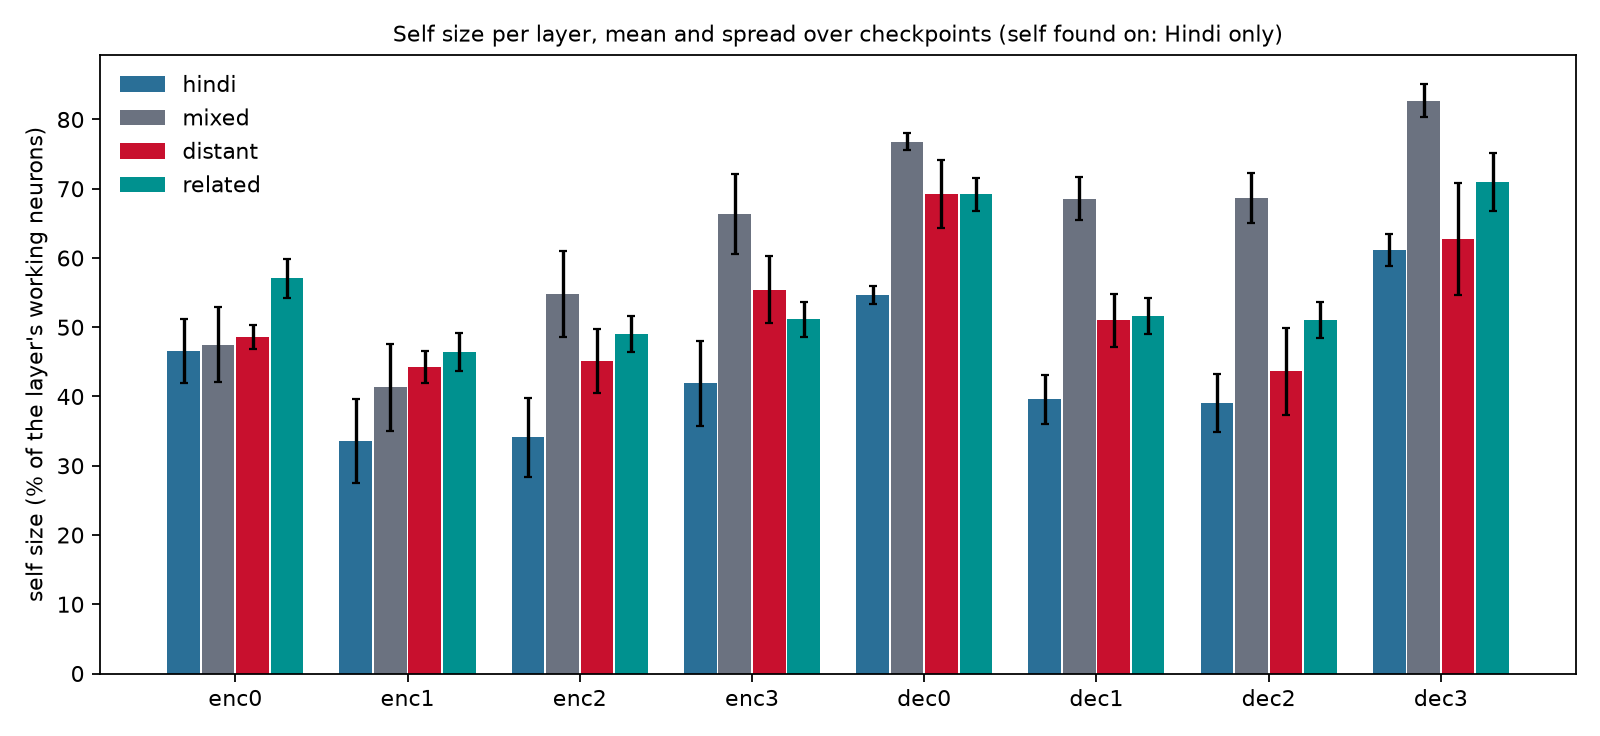 Self size per layer, mean and spread over checkpoints (self found on: Hindi only)
hindi
mixed
distant
related
self size (% of the layer's working neurons)
80
70
60
50
40
30
20
10
0
enc0 enc1 enc2 enc3 dec0 dec1 dec2 dec3